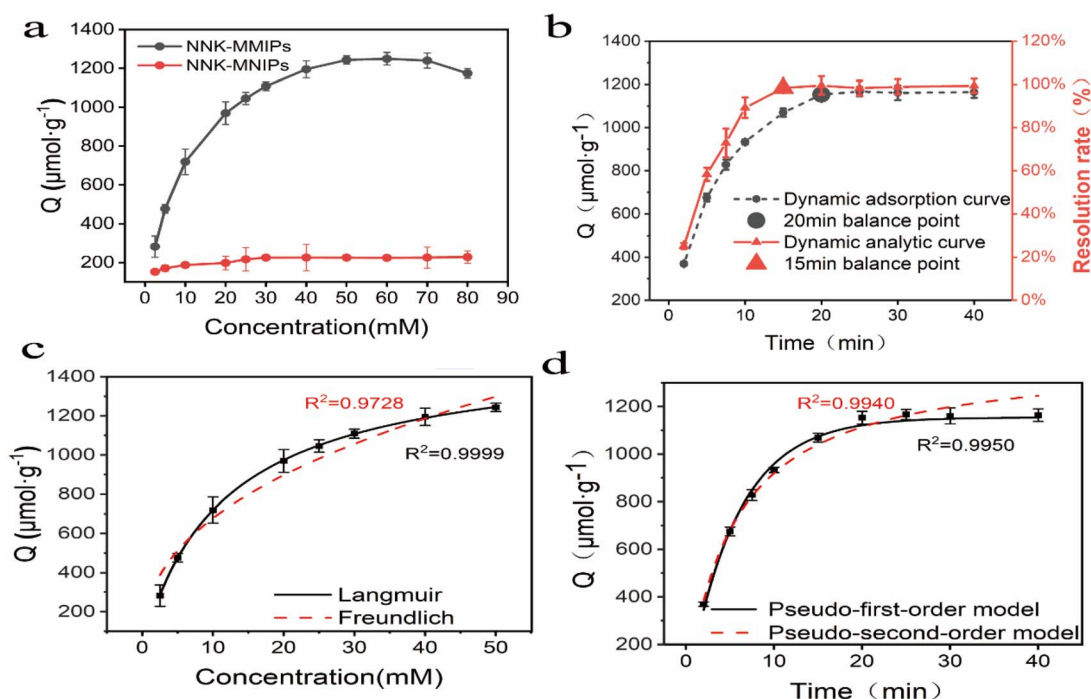 a
1400
1200
1000
800
600
400
200
0
10
20
30
40
50
60
70
80
90
Q (μmol·g⁻¹)
Concentration(mM)
NNK-MMIPs
NNK-MNIPs
b
1400
1200
1000
800
600
400
200
0
10
20
30
40
120%
100%
80%
60%
40%
20%
0%
Q（μmol·g⁻¹）
Time（min）
Resolution rate（%）
Dynamic adsorption curve
20min balance point
Dynamic analytic curve
15min balance point
c
1400
1200
1000
800
600
400
200
0
10
20
30
40
50
Q (μmol·g⁻¹)
Concentration(mM)
R²=0.9728
R²=0.9999
Langmuir
Freundlich
d
1200
1000
800
600
400
200
0
10
20
30
40
Q（μmol·g⁻¹）
Time（min）
R²=0.9940
R²=0.9950
Pseudo-first-order model
Pseudo-second-order model